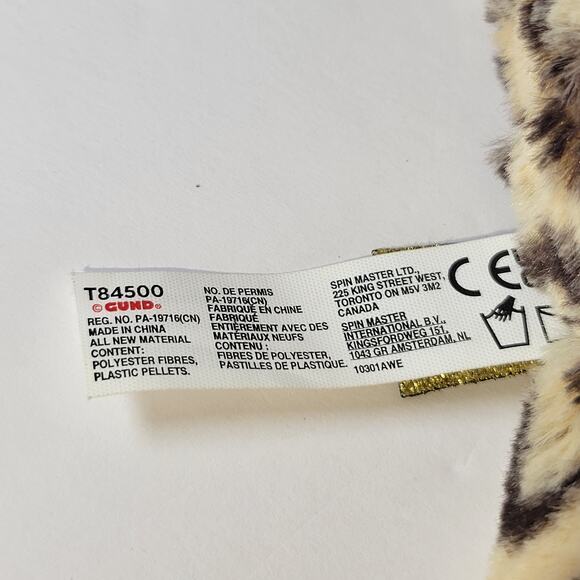 T84500
©GUND®
REG. NO. PA-19716(CN)
MADE IN CHINA
ALL NEW MATERIAL
CONTENT:
POLYESTER FIBRES,
PLASTIC PELLETS.
NO. DE PERMIS
PA-19716(CN)
FABRIQUÉ EN CHINE
FABRIQUE
ENTIÈREMENT AVEC DES
MATÉRIAUX NEUFS
CONTENU:
FIBRES DE POLYESTER,
PASTILLES DE PLASTIQUE.
SPIN MASTER LTD.,
225 KING STREET WEST,
TORONTO ON M5V 3M2
CANADA
SPIN MASTER
INTERNATIONAL B.V.,
KINGSFORDWEG 151,
1043 GR AMSTERDAM, NL
10301AWE
CE